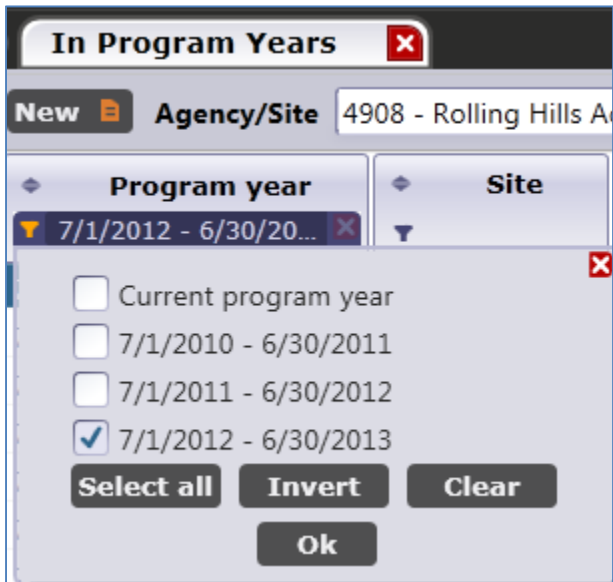 In Program Years
New Agency/Site 4908 - Rolling Hills
Program year Site
7/1/2012 - 6/30/20...
Current program year
7/1/2010 - 6/30/2011
7/1/2011 - 6/30/2012
7/1/2012 - 6/30/2013
Select all Invert Clear
Ok